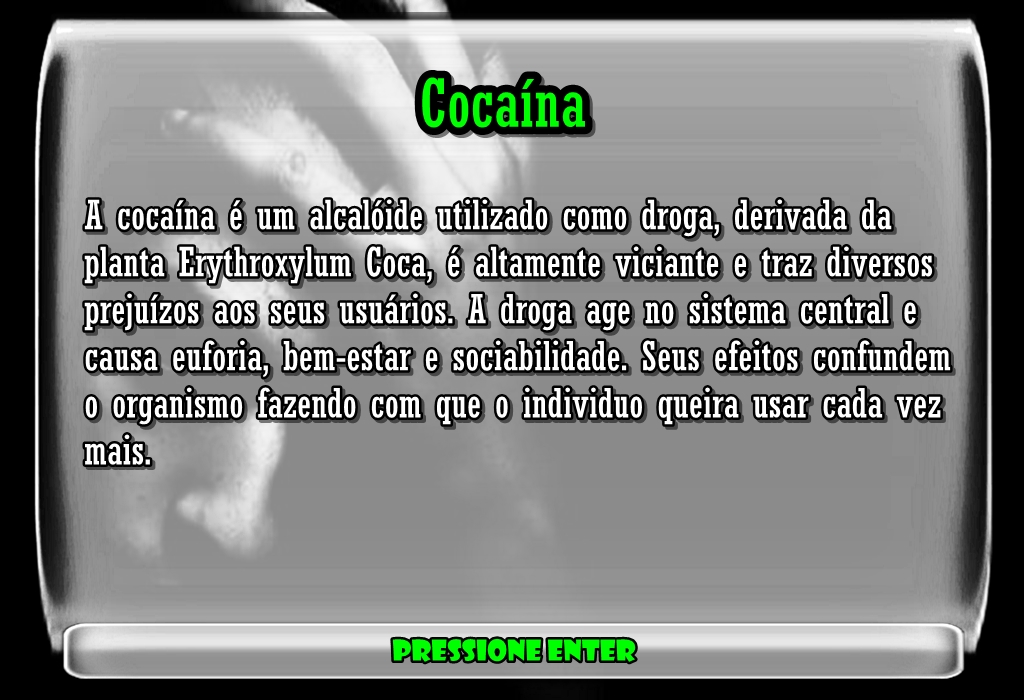 Cocaína
A cocaína é um alcalóide utilizado como droga, derivada da
planta Erythroxylum Coca, é altamente viciante e traz diversos
prejuízos aos seus usuários. A droga age no sistema central e
causa euforia, bem-estar e sociabilidade. Seus efeitos confundem
o organismo fazendo com que o individuo queira usar cada vez
mais.
PRESSIONE ENTER